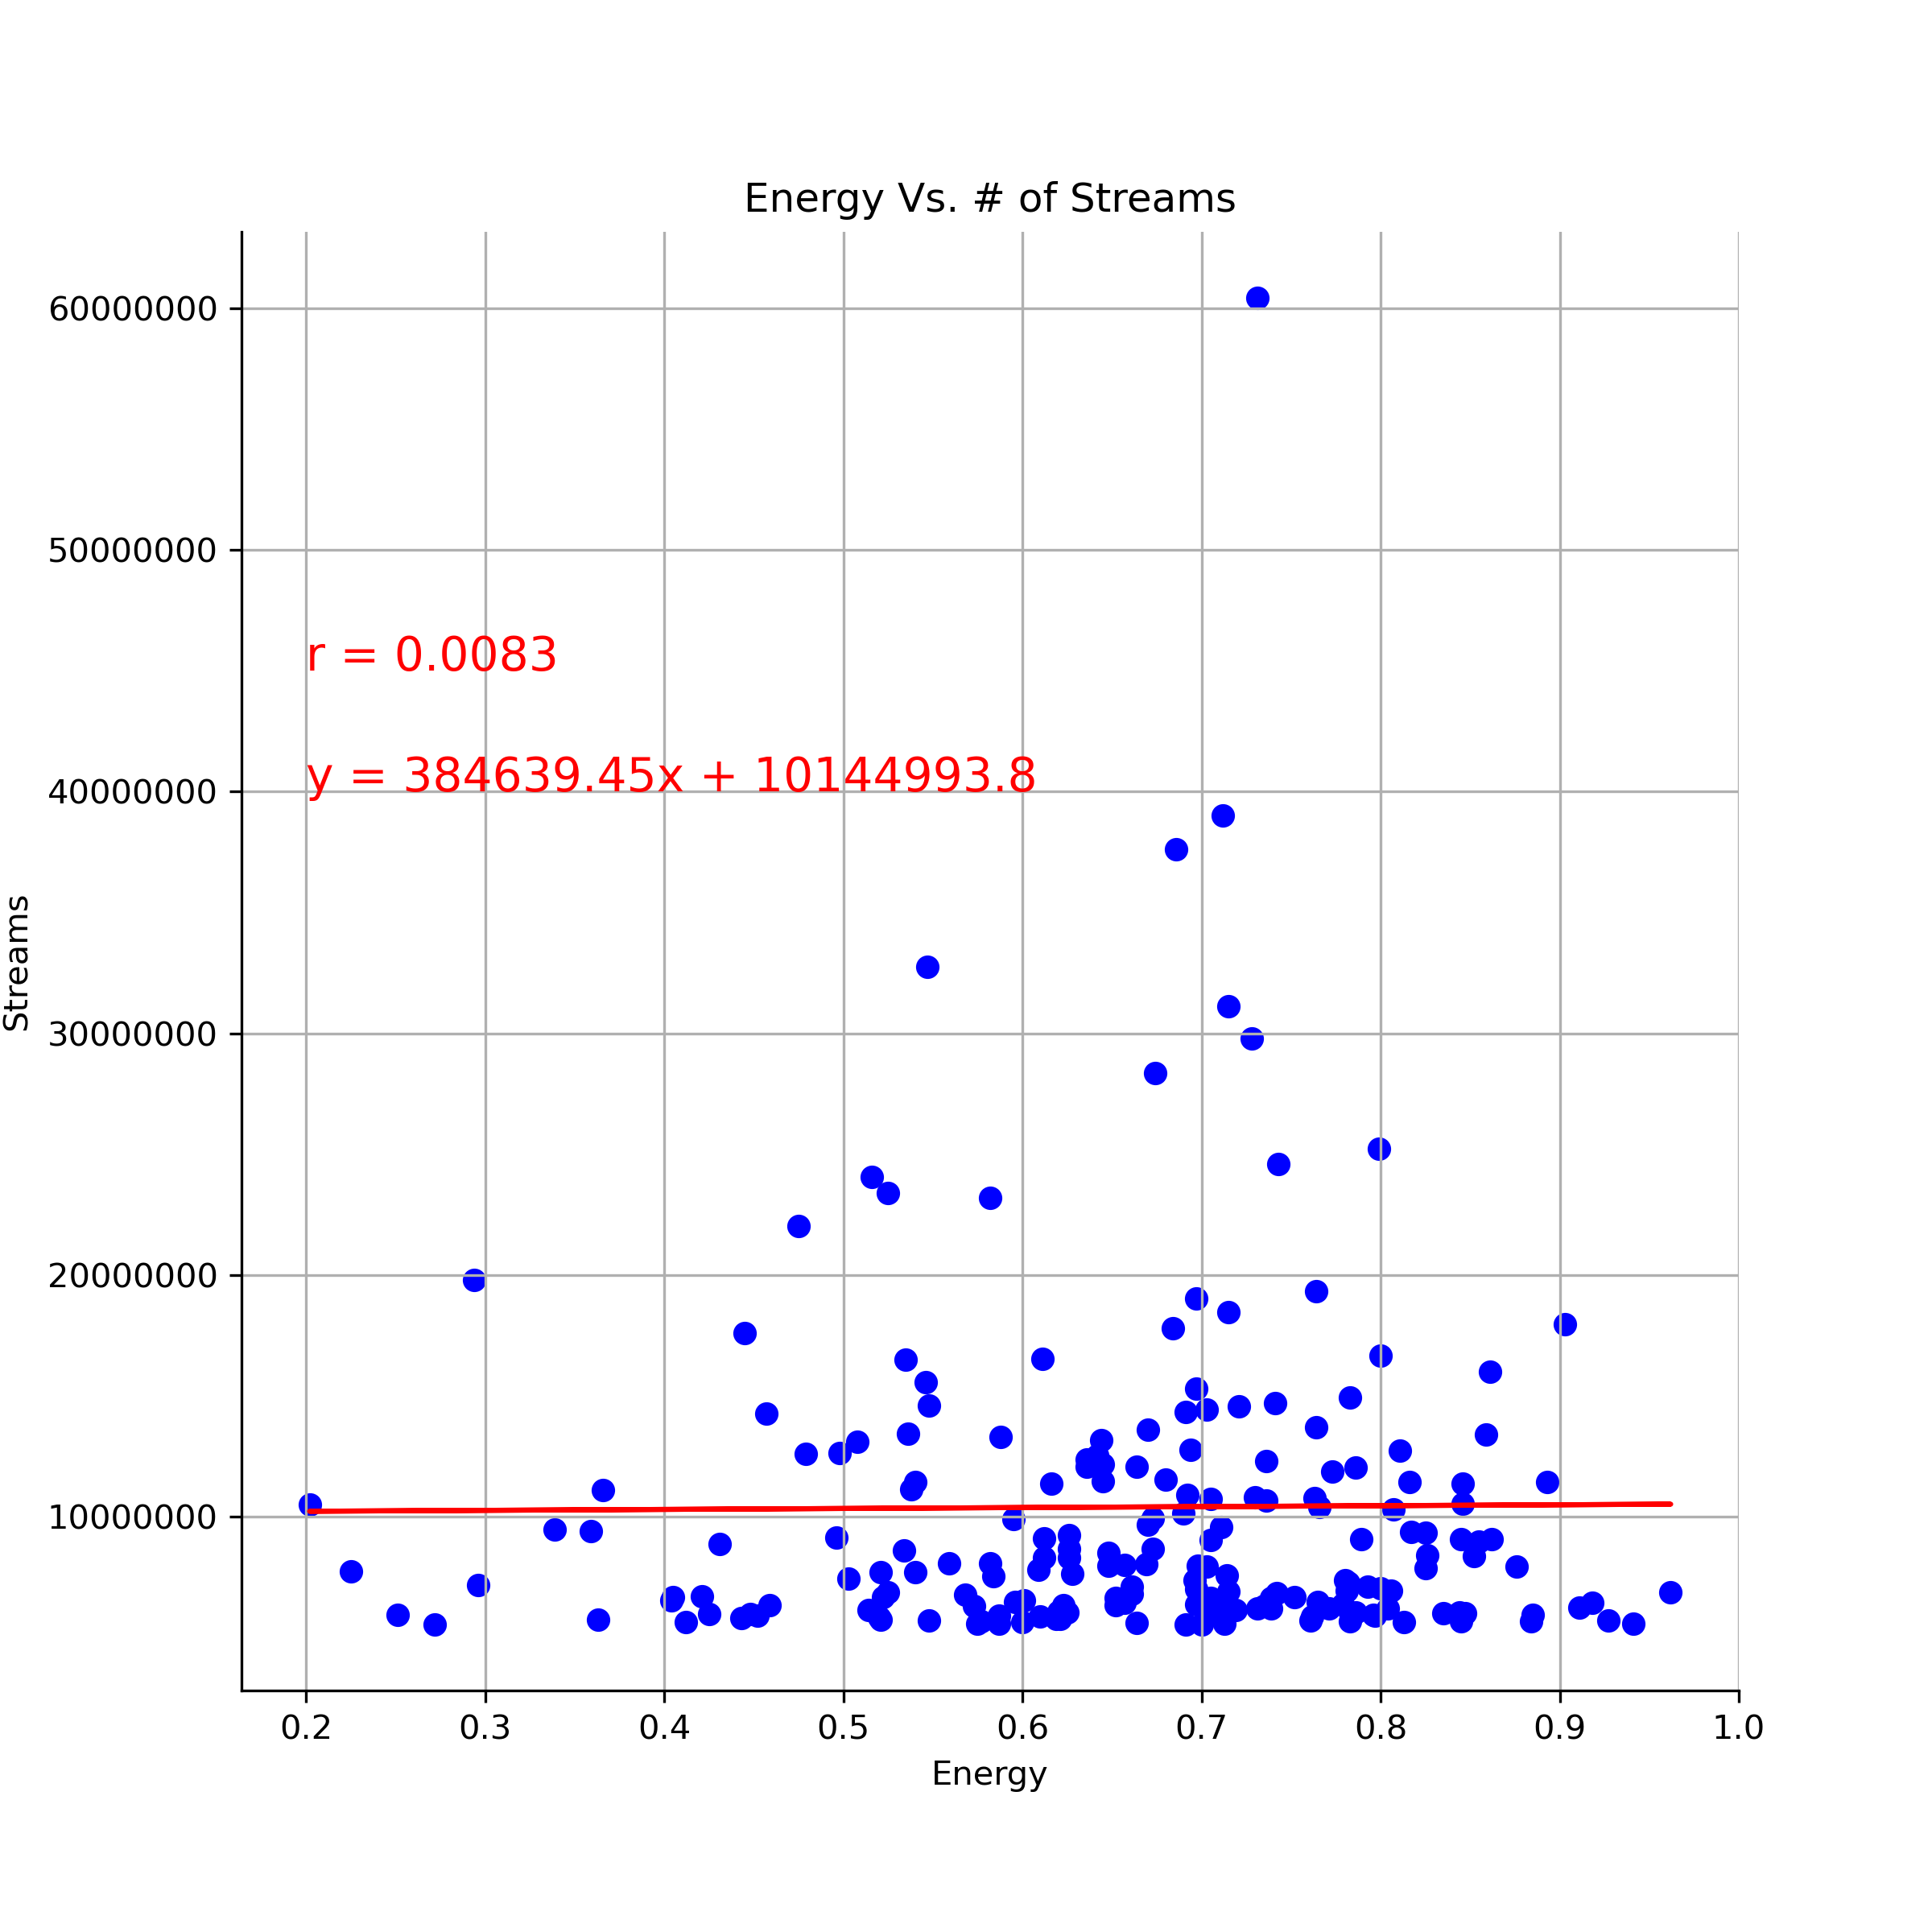 Energy Vs. # of Streams
60000000
50000000
r = 0.0083
y = 384639.45x + 10144993.8
40000000
Streams
30000000
20000000
10000000
0.2 0.3 0.4 0.5 0.6 0.7 0.8 0.9 1.0
Energy